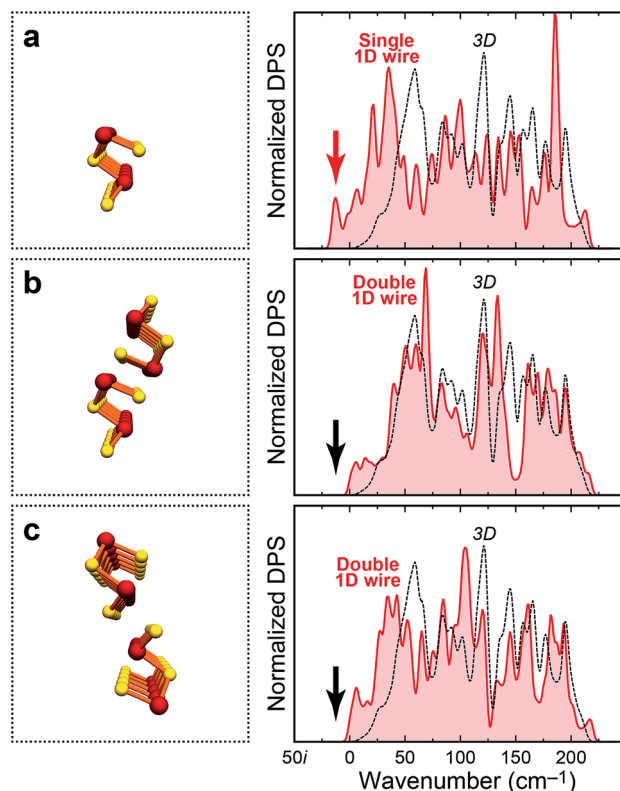 a
Normalized DPS
Single
1D wire
3D
b
Normalized DPS
Double
1D wire
3D
c
Normalized DPS
Double
1D wire
3D
50i 0 50 100 150 200
Wavenumber (cm⁻¹)